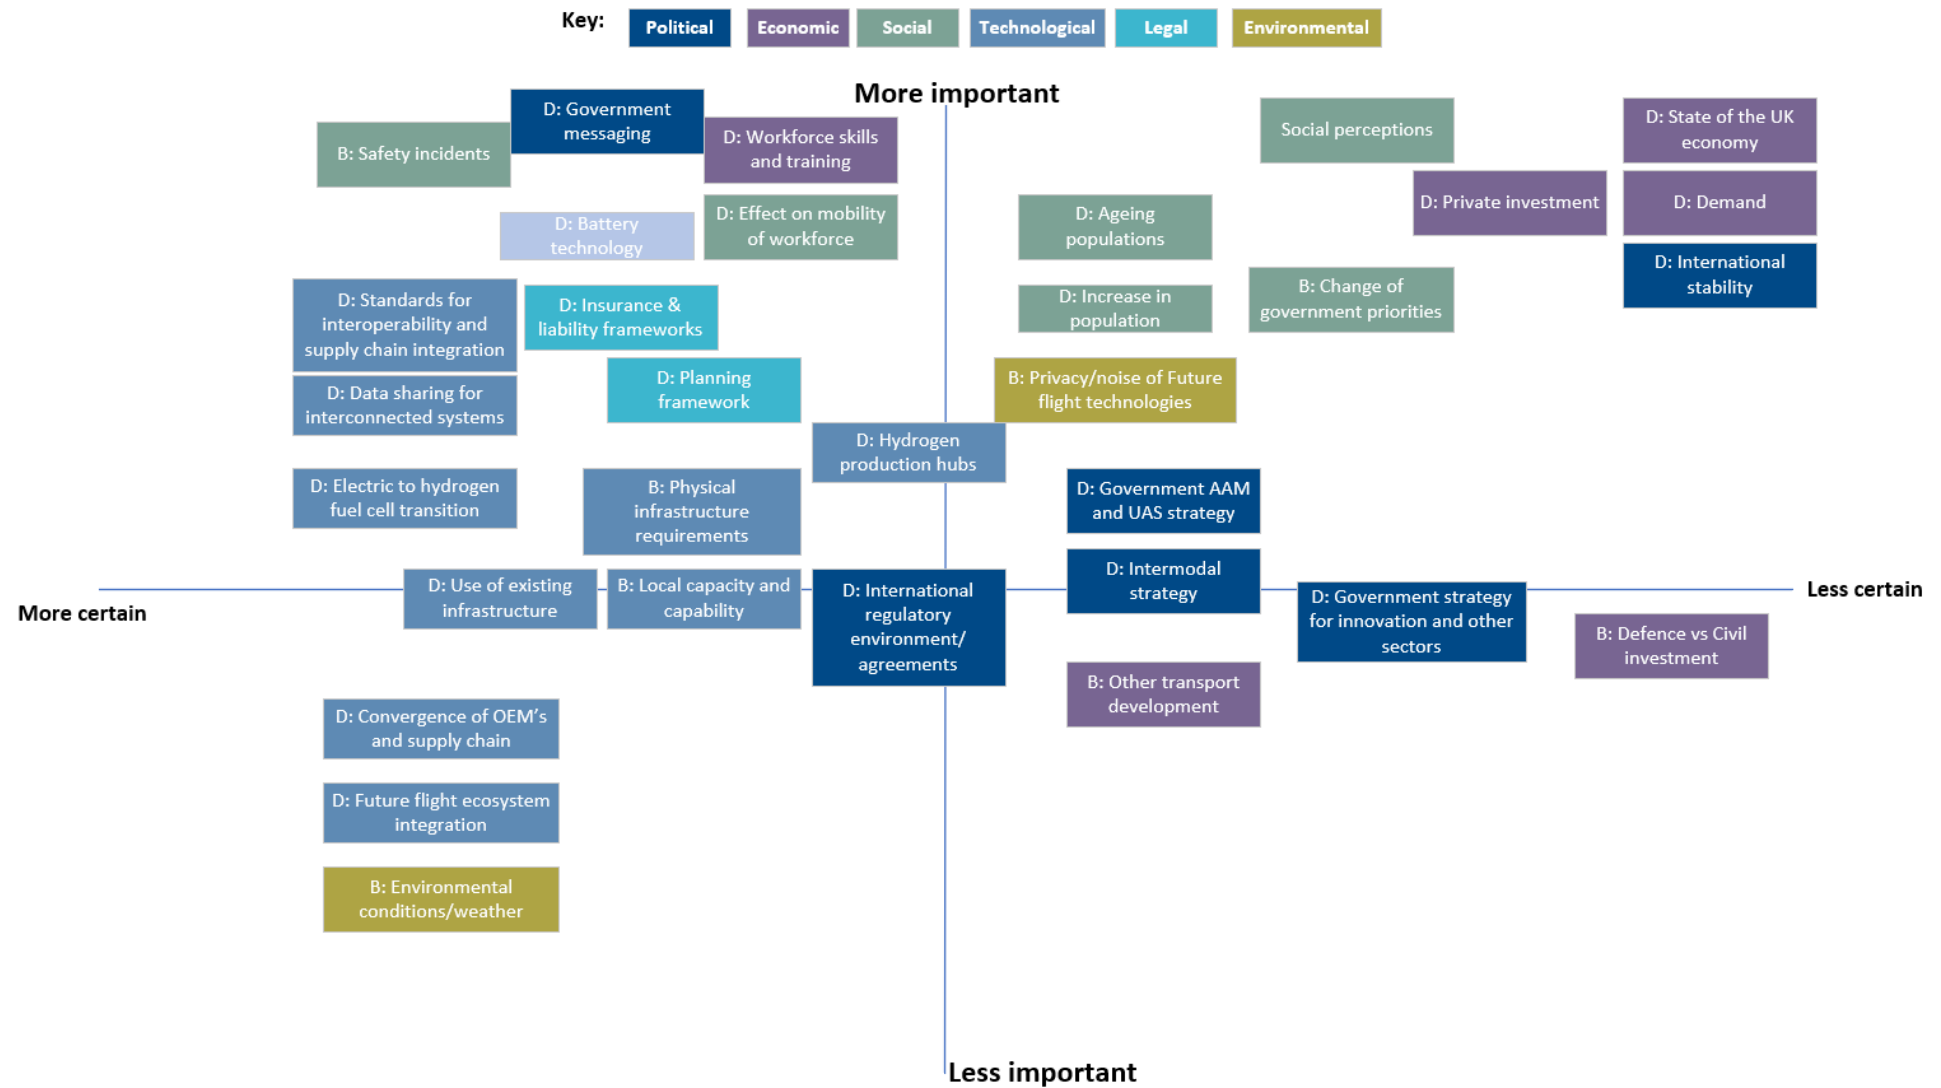 Key:
Political
Economic
Social
Technological
Legal
Environmental
More important
D: Government
messaging
B: Safety incidents
D: Workforce skills
and training
Social perceptions
D: State of the UK
economy
D: Private investment
D: Demand
D: Battery
technology
D: Effect on mobility
of workforce
D: Ageing
populations
D: International
stability
D: Standards for
interoperability and
supply chain integration
D: Insurance &
liability frameworks
D: Increase in
population
B: Change of
government priorities
D: Data sharing for
interconnected systems
D: Planning
framework
B: Privacy/noise of Future
flight technologies
D: Hydrogen
production hubs
D: Electric to hydrogen
fuel cell transition
B: Physical
infrastructure
requirements
D: Government AAM
and UAS strategy
More certain
D: Use of existing
infrastructure
B: Local capacity and
capability
D: International
regulatory
environment/
agreements
D: Intermodal
strategy
D: Government strategy
for innovation and other
sectors
Less certain
B: Defence vs Civil
investment
B: Other transport
development
D: Convergence of OEM’s
and supply chain
D: Future flight ecosystem
integration
B: Environmental
conditions/weather
Less important